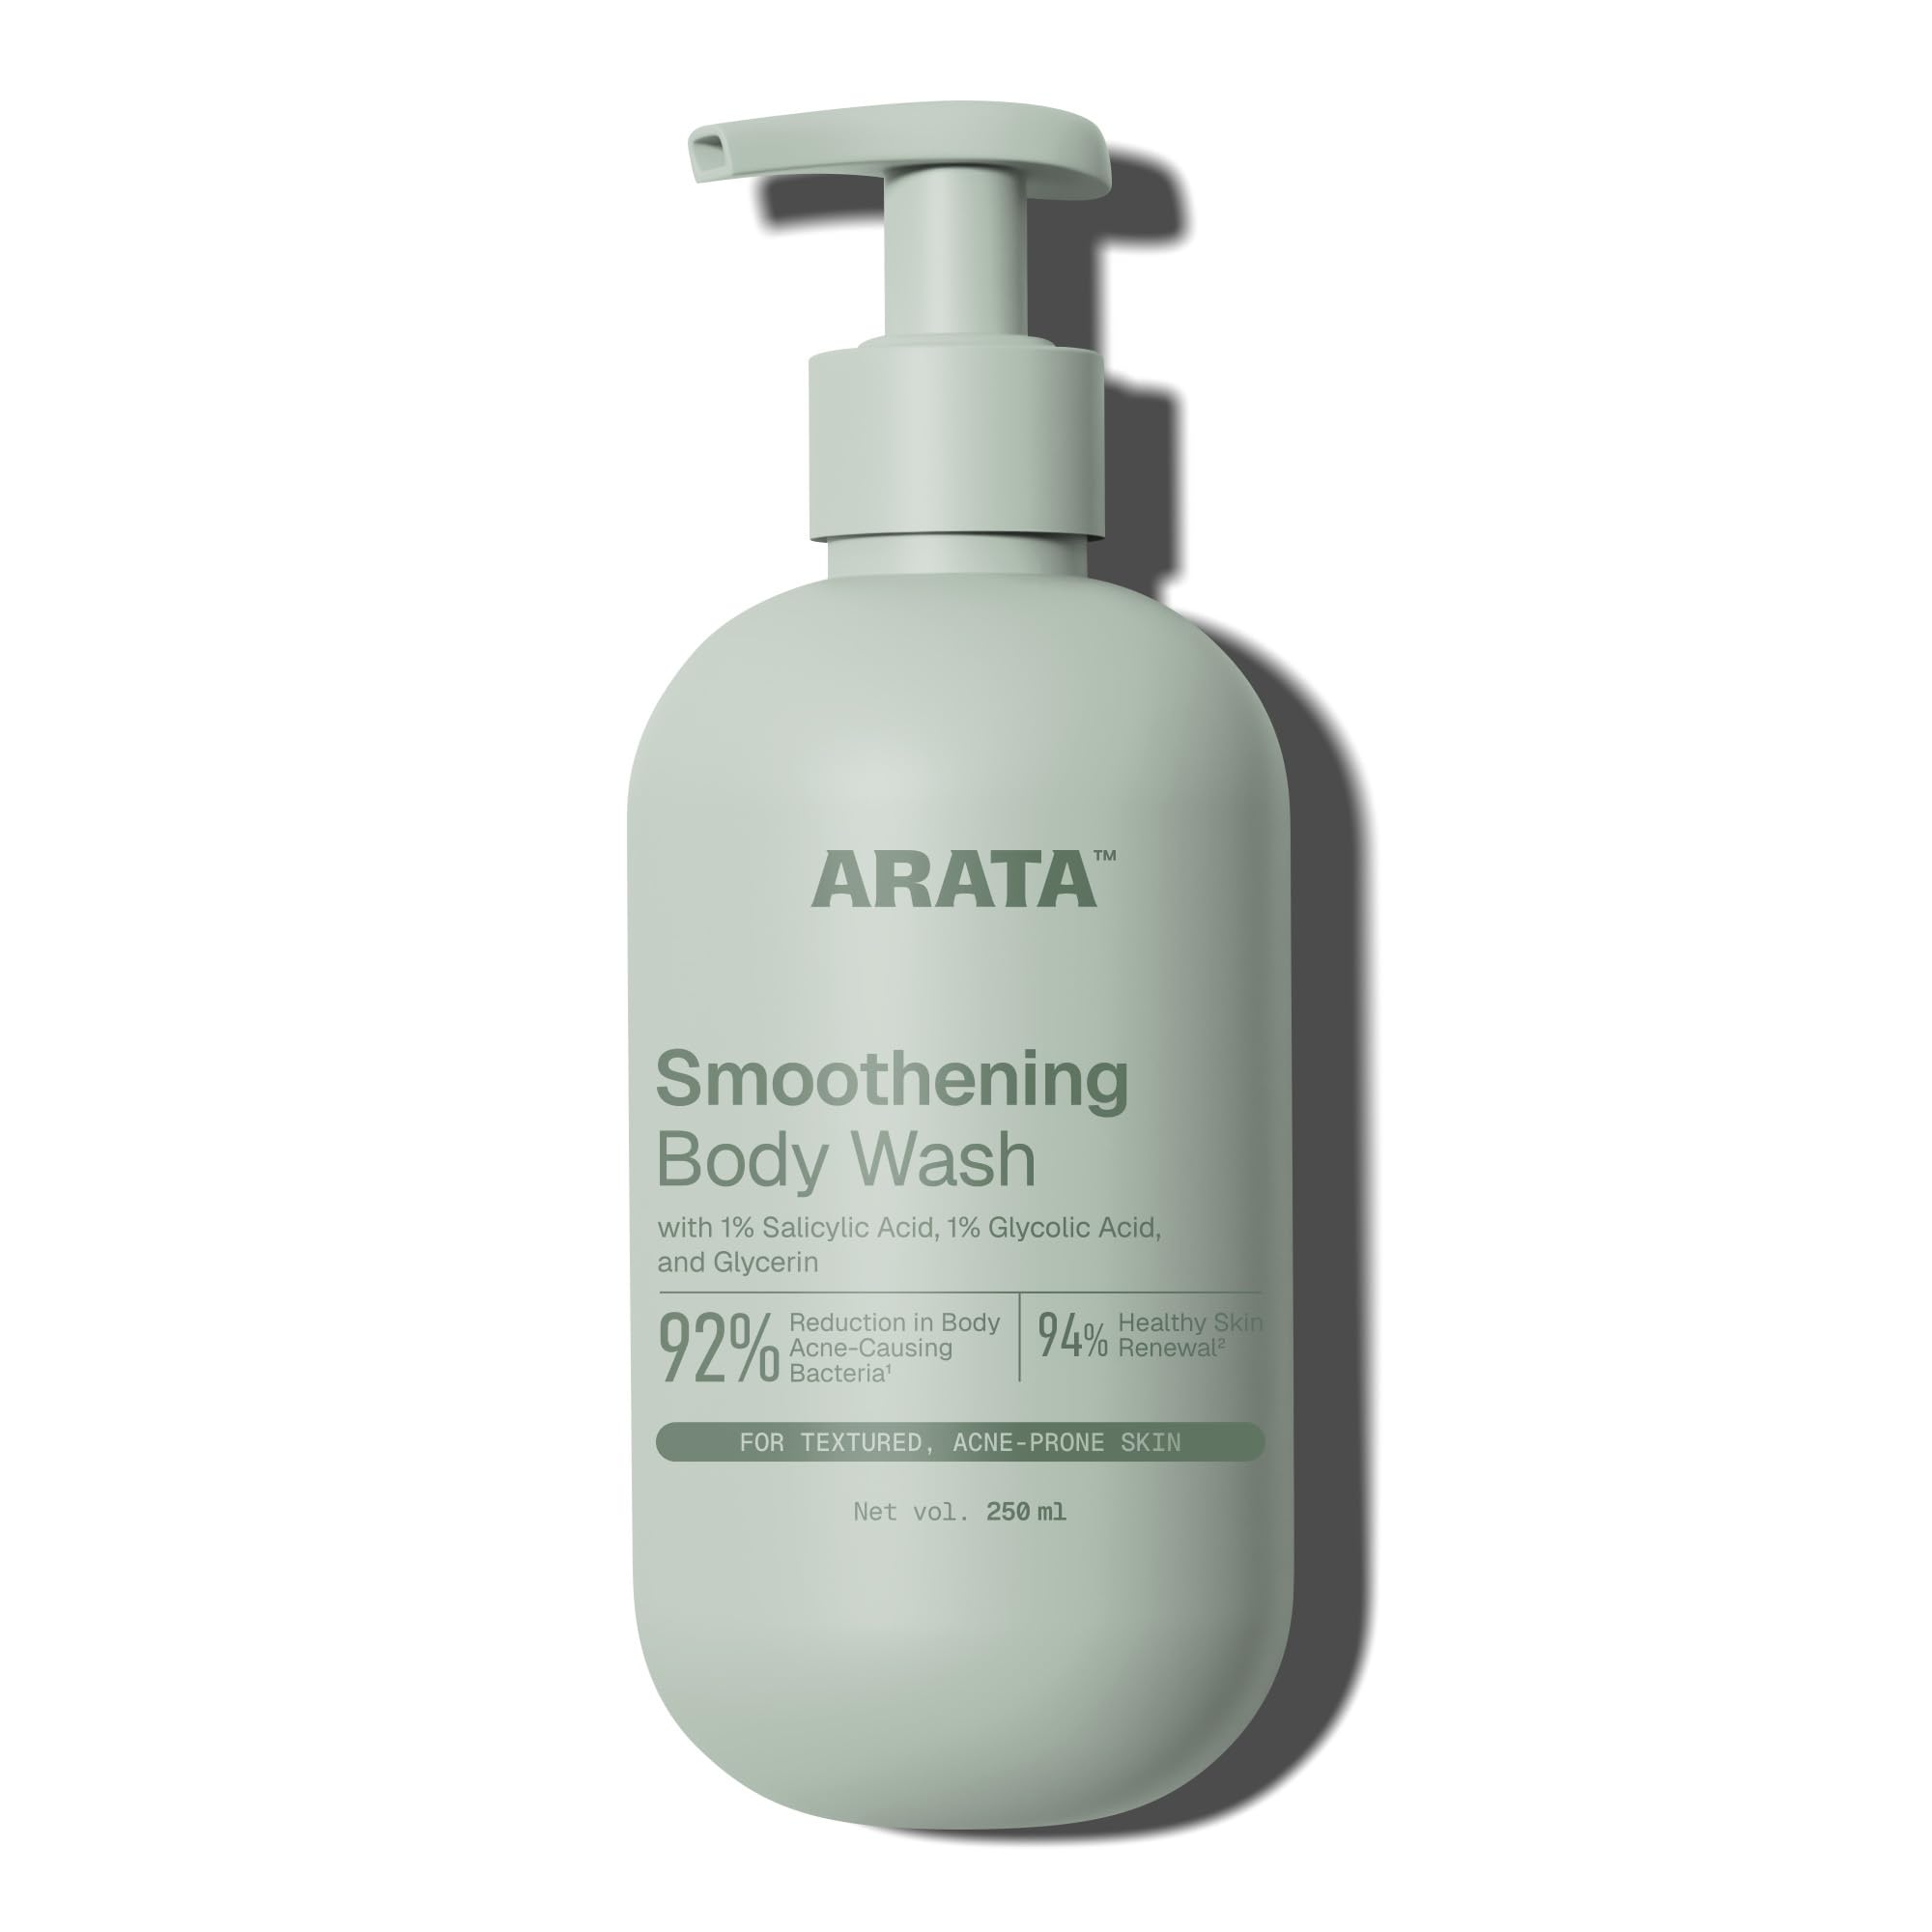 ARATA™
Smoothening
Body Wash
with 1% Salicylic Acid, 1% Glycolic Acid,
and Glycerin
92% Reduction in Body
Acne-Causing
Bacteria¹
94% Healthy Skin
Renewal²
FOR TEXTURED, ACNE-PRONE SKIN
Net vol. 250 ml